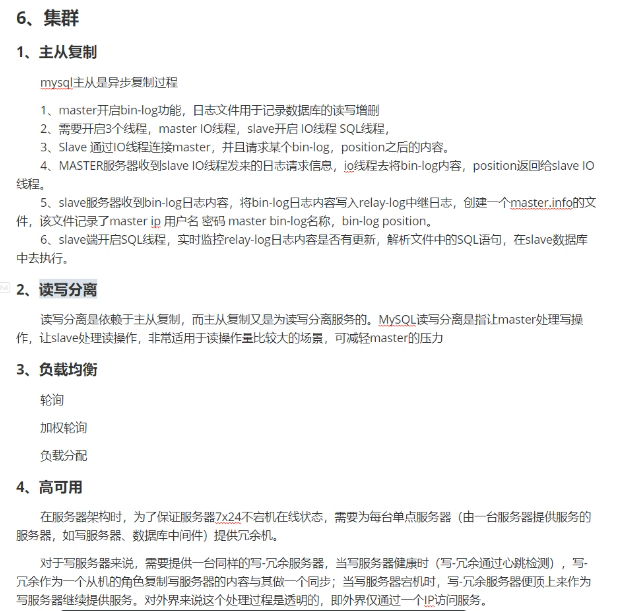 6、集群
1、主从复制
mysql主从是异步复制过程
1、master开启bin-log功能，日志文件用于记录数据库的读写增删
2、需要开启3个线程，master IO线程，slave开启 IO线程 SQL线程，
3、Slave 通过IO线程连接master，并且请求某个bin-log，position之后的内容。
4、MASTER服务器收到slave IO线程发来的日志请求信息，io线程去将bin-log内容，position返回给slave IO
线程。
5、slave服务器收到bin-log日志内容，将bin-log日志内容写入relay-log中继日志，创建一个master.info的文
件，该文件记录了master ip 用户名 密码 master bin-log名称，bin-log position。
6、slave端开启SQL线程，实时监控relay-log日志内容是否有更新，解析文件中的SQL语句，在slave数据库
中去执行。
2、读写分离
读写分离是依赖于主从复制，而主从复制又是为读写分离服务的。MySQL读写分离是指让master处理写操
作，让slave处理读操作，非常适用于读操作量比较大的场景，可减轻master的压力
3、负载均衡
轮询
加权轮询
负载分配
4、高可用
在服务器架构时，为了保证服务器7x24不宕机在线状态，需要为每台单点服务器（由一台服务器提供服务的
服务器，如写服务器、数据库中间件）提供冗余机。
对于写服务器来说，需要提供一台同样的写-冗余服务器，当写服务器健康时（写-冗余通过心跳检测），写-
冗余作为一个从机的角色复制写服务器的内容与其做一个同步；当写服务器宕机时，写-冗余服务器便顶上来作为
写服务器继续提供服务。对外界来说这个处理过程是透明的，即外界仅通过一个IP访问服务。